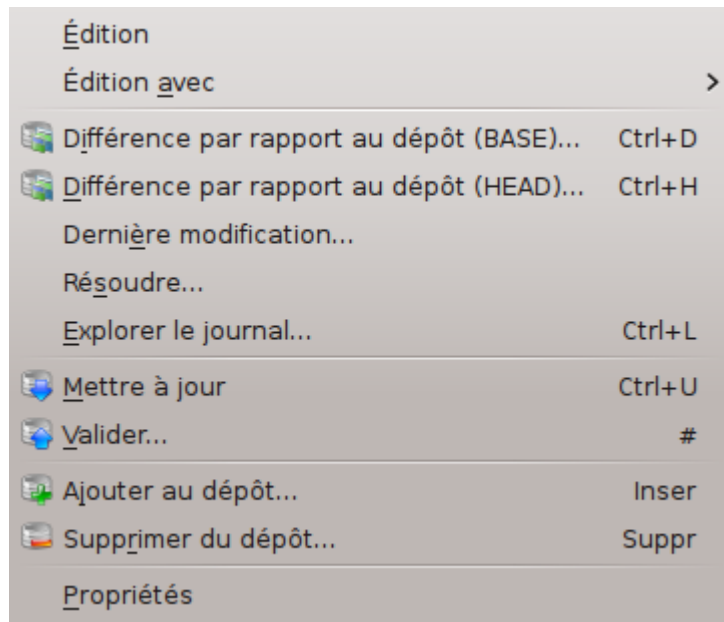 Édition
Édition avec
Différence par rapport au dépôt (BASE)... Ctrl+D
Différence par rapport au dépôt (HEAD)... Ctrl+H
Dernière modification...
Résoudre...
Explorer le journal... Ctrl+L
Mettre à jour Ctrl+U
Valider... #
Ajouter au dépôt... Inser
Supprimer du dépôt... Suppr
Propriétés